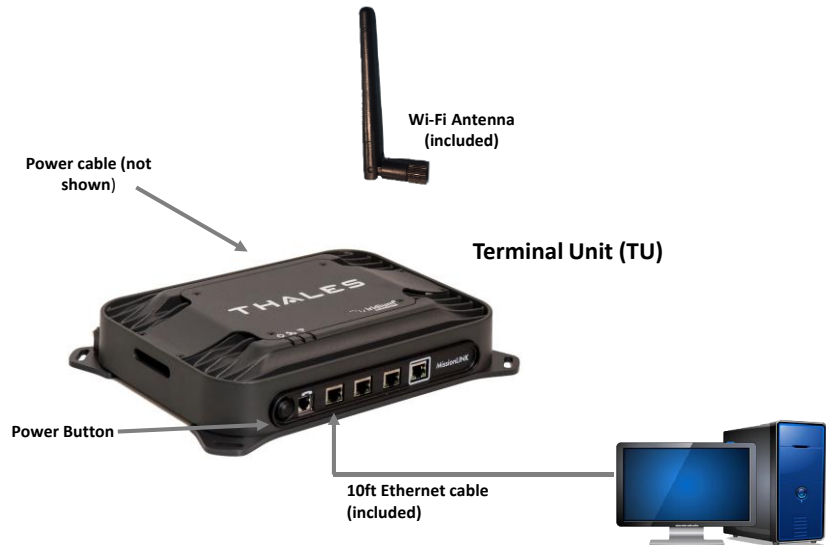 Wi-Fi Antenna
(included)
Power cable (not
shown)
Terminal Unit (TU)
THALES
iridium
MissionLINK
Power Button
10ft Ethernet cable
(included)